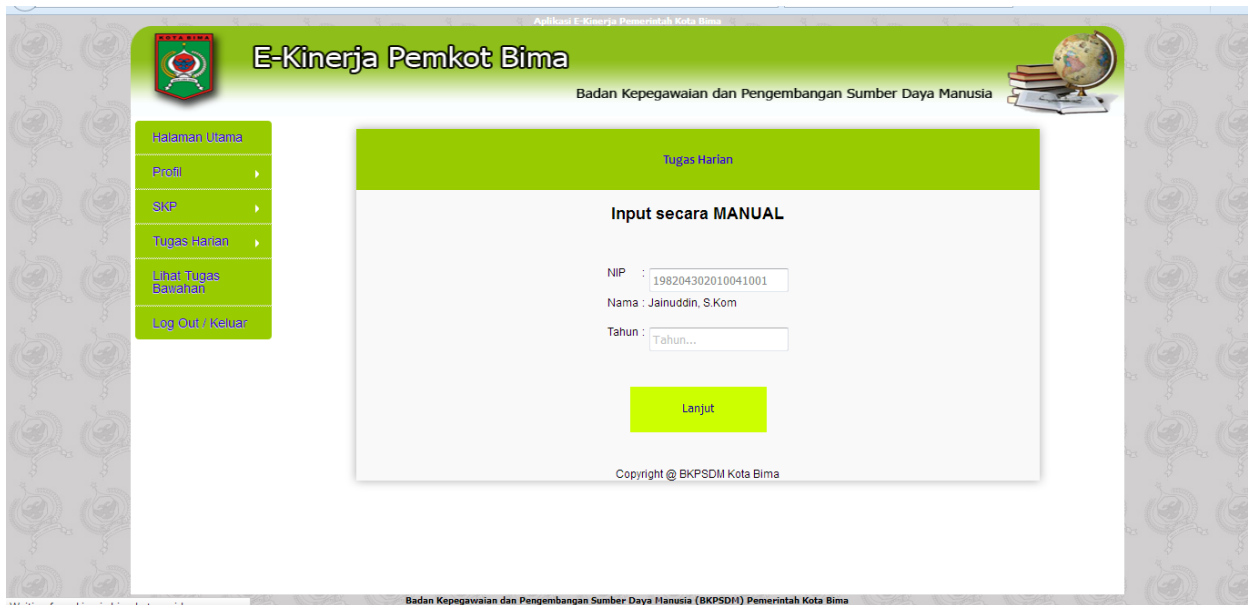 Aplikasi E-Kinerja Pemerintah Kota Bima
KOTA BIMA
E-Kinerja Pemkot Bima
Badan Kepegawaian dan Pengembangan Sumber Daya Manusia
Halaman Utama
Profil
SKP
Tugas Harian
Lihat Tugas
Bawahan
Log Out / Keluar
Tugas Harian
Input secara MANUAL
NIP : 198204302010041001
Nama : Jainuddin, S.Kom
Tahun : Tahun...
Lanjut
Copyright @ BKPSDM Kota Bima
Badan Kepegawaian dan Pengembangan Sumber Daya Manusia (BKPSDM) Pemerintah Kota Bima